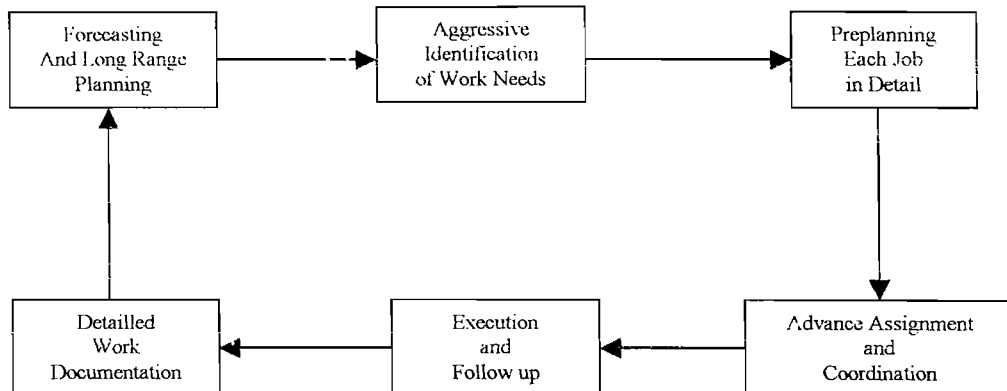 Forecasting
And Long Range
Planning
Aggressive
Identification
of Work Needs
Preplanning
Each Job
in Detail
Advance Assignment
and
Coordination
Execution
and
Follow up
Detailled
Work
Documentation